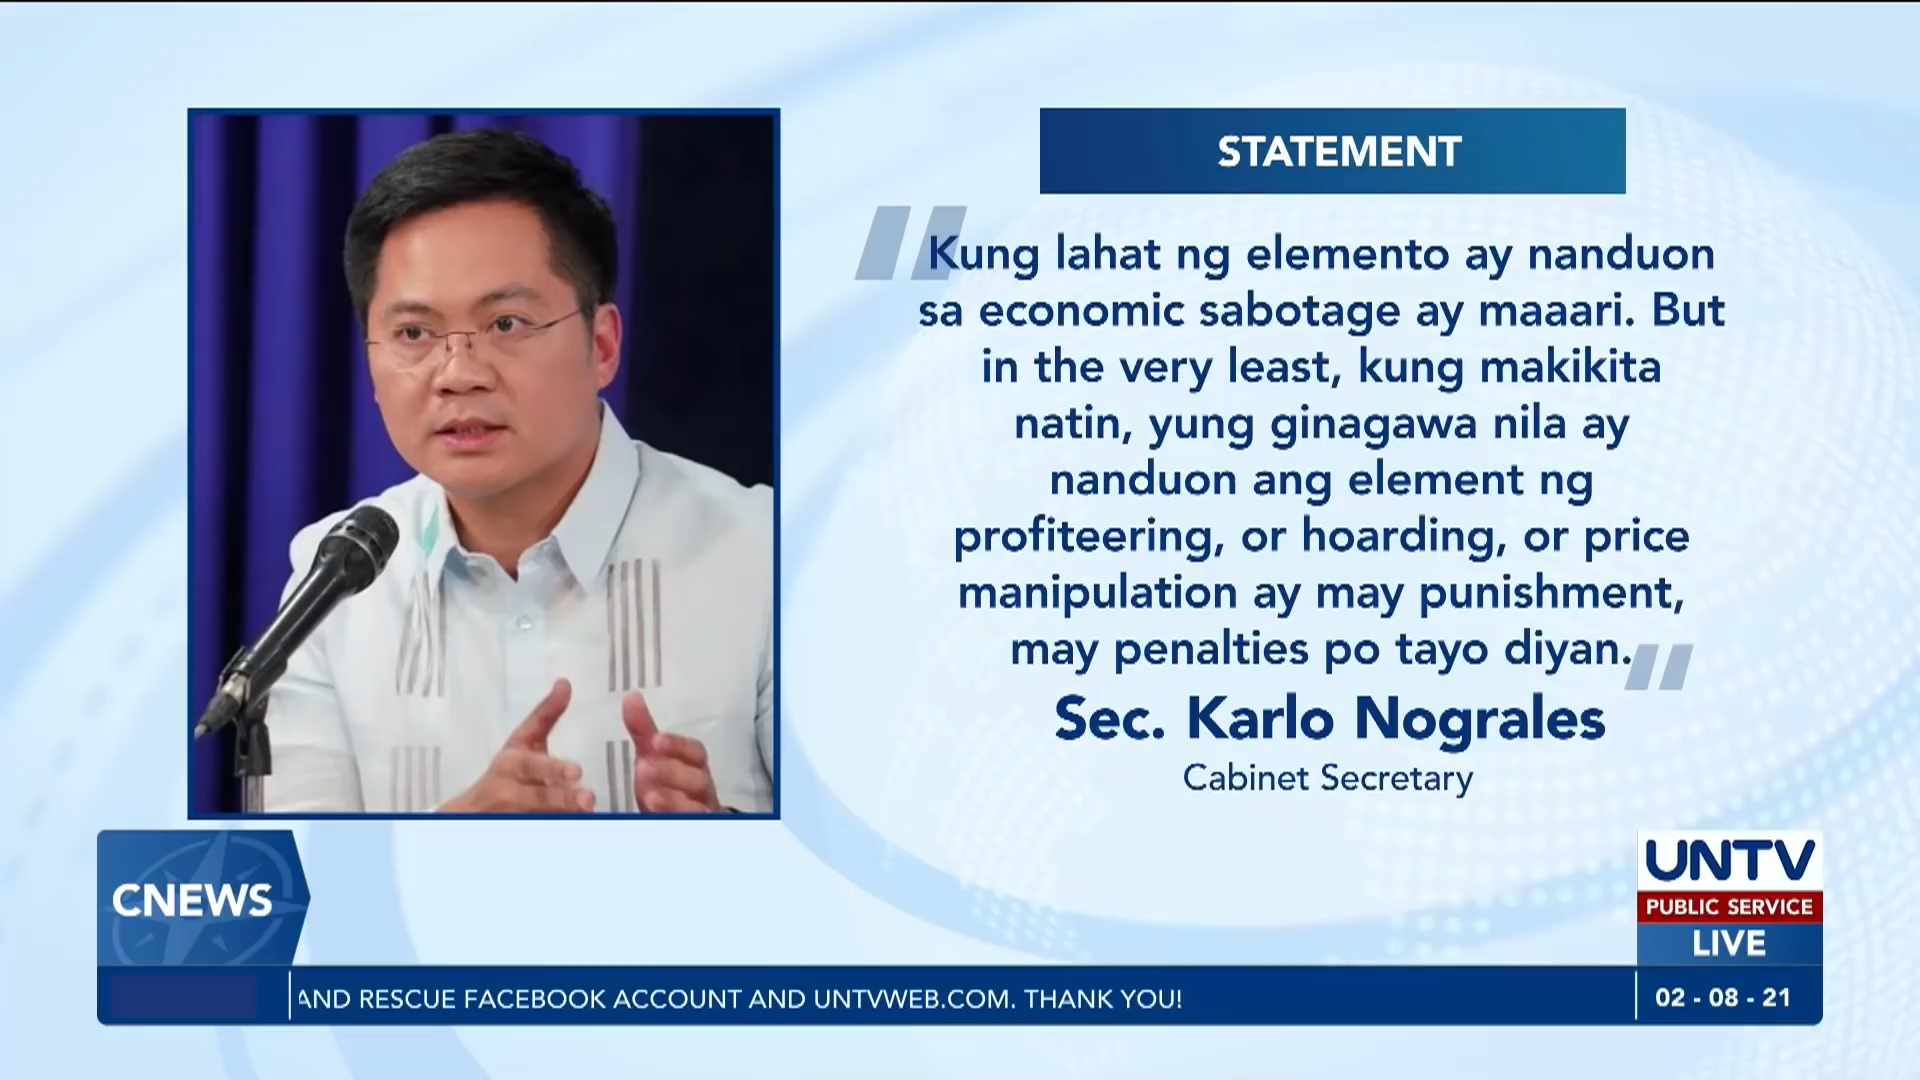 STATEMENT
Kung lahat ng elemento ay nanduon
sa economic sabotage ay maaari. But
in the very least, kung makikita
natin, yung ginagawa nila ay
nanduon ang element ng
profiteering, or hoarding, or price
manipulation ay may punishment,
may penalties po tayo diyan.
Sec. Karlo Nograles
Cabinet Secretary
CNEWS
UNTV
PUBLIC SERVICE
LIVE
AND RESCUE FACEBOOK ACCOUNT AND UNTVWEB.COM. THANK YOU!
02 - 08 - 21